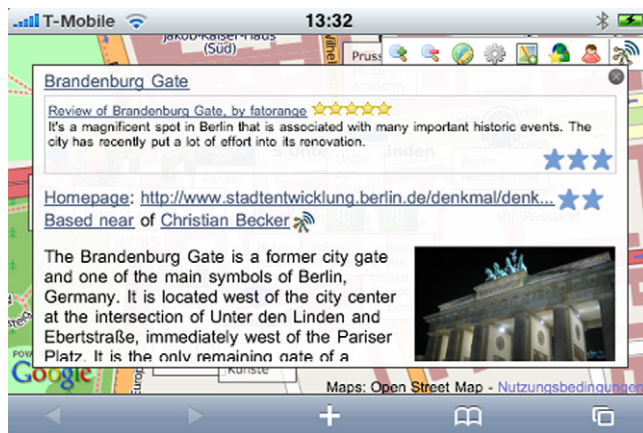 T-Mobile 13:32
Jakob-Kaiser-Haus
(Süd)
Wilhel
Pruss
Brandenburg Gate
Review of Brandenburg Gate, by fatorange
It's a magnificent spot in Berlin that is associated with many important historic events. The
city has recently put a lot of effort into its renovation.
Homepage: http://www.stadtentwicklung.berlin.de/denkmal/denk...
Based near of Christian Becker
The Brandenburg Gate is a former city gate
and one of the main symbols of Berlin,
Germany. It is located west of the city center
at the intersection of Unter den Linden and
Ebertstraße, immediately west of the Pariser
Platz. It is the only remaining gate of a
POW
Google
Europ
Künste
Maps: Open Street Map - Nutzungsbedingungen